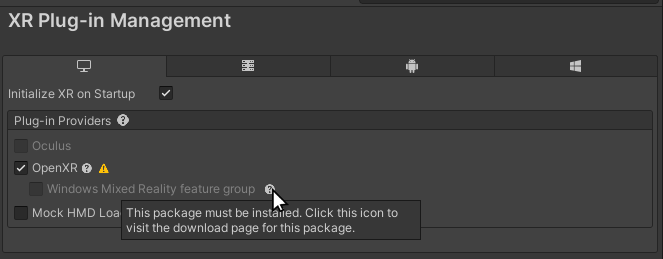 XR Plug-in Management
Initialize XR on Startup
Plug-in Providers
Oculus
OpenXR
Windows Mixed Reality feature group
Mock HMD Loa
This package must be installed. Click this icon to
visit the download page for this package.